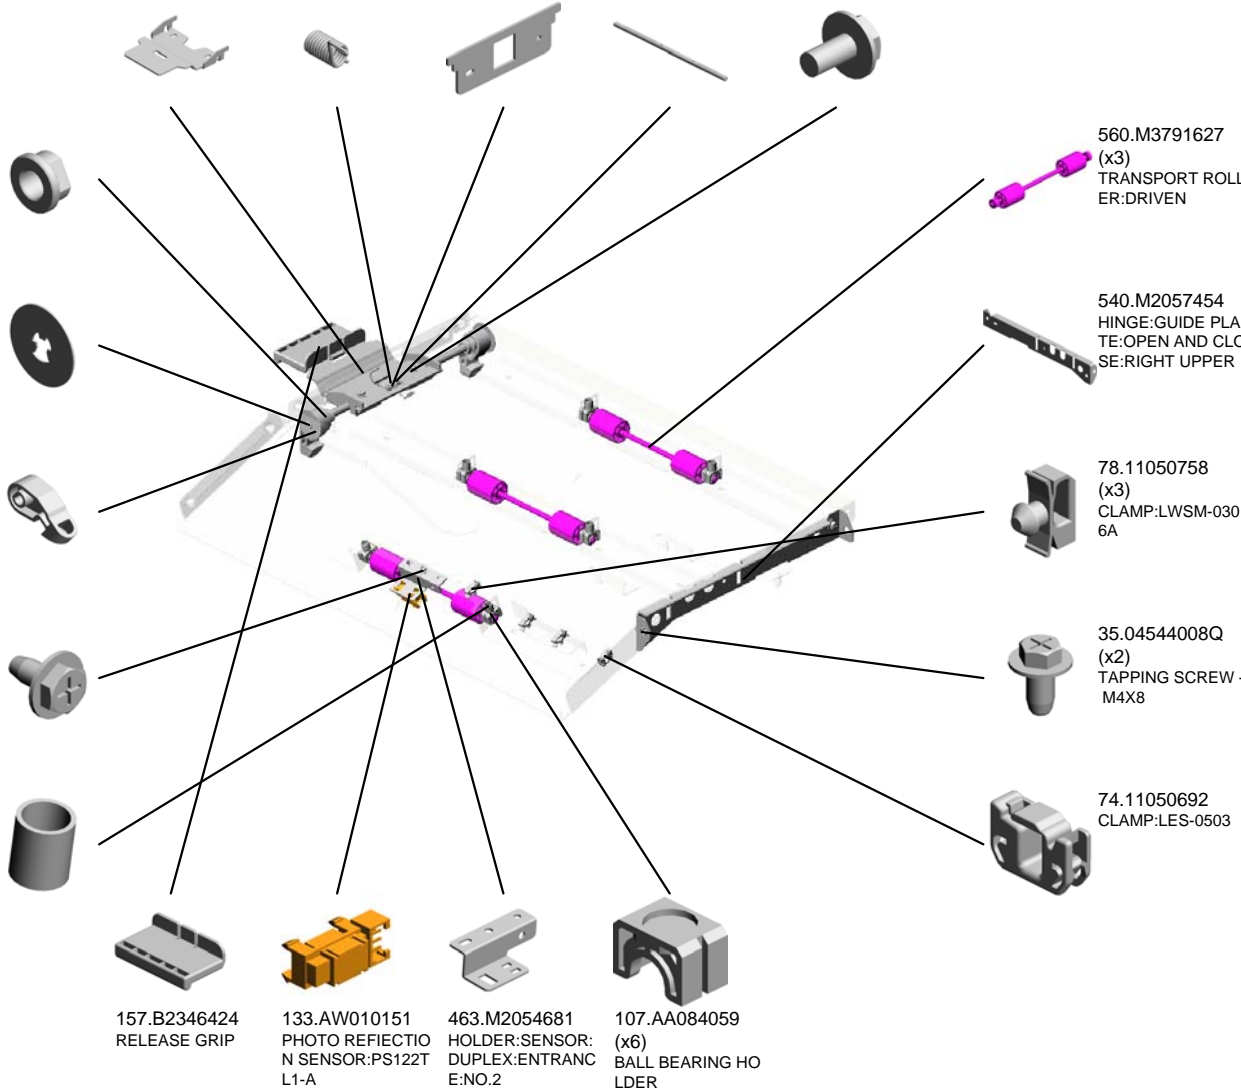 560.M3791627
(x3)
TRANSPORT ROLL
ER:DRIVEN
540.M2057454
HINGE:GUIDE PLA
TE:OPEN AND CLO
SE:RIGHT UPPER
78.11050758
(x3)
CLAMP:LWSM-030
6A
35.04544008Q
(x2)
TAPPING SCREW -
M4X8
74.11050692
CLAMP:LES-0503
157.B2346424
RELEASE GRIP
133.AW010151
PHOTO REFIECTIO
N SENSOR:PS122T
L1-A
463.M2054681
HOLDER:SENSOR:
DUPLEX:ENTRANC
E:NO.2
107.AA084059
(x6)
BALL BEARING HO
LDER